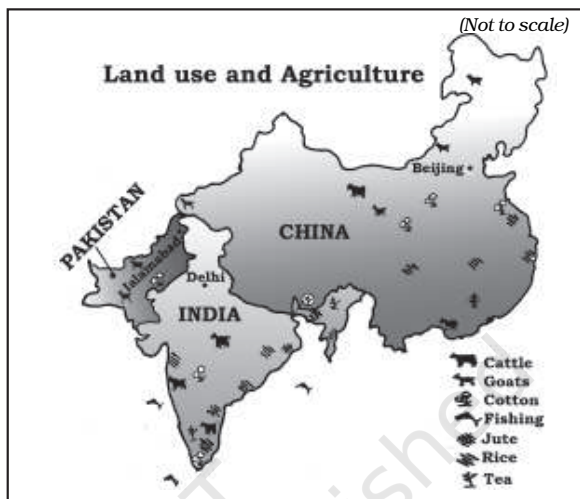 (Not to scale)
Land use and Agriculture
Beijing
PAKISTAN
CHINA
Jalamabad
Delhi
INDIA
Cattle
Goats
Cotton
Fishing
Jute
Rice
Tea